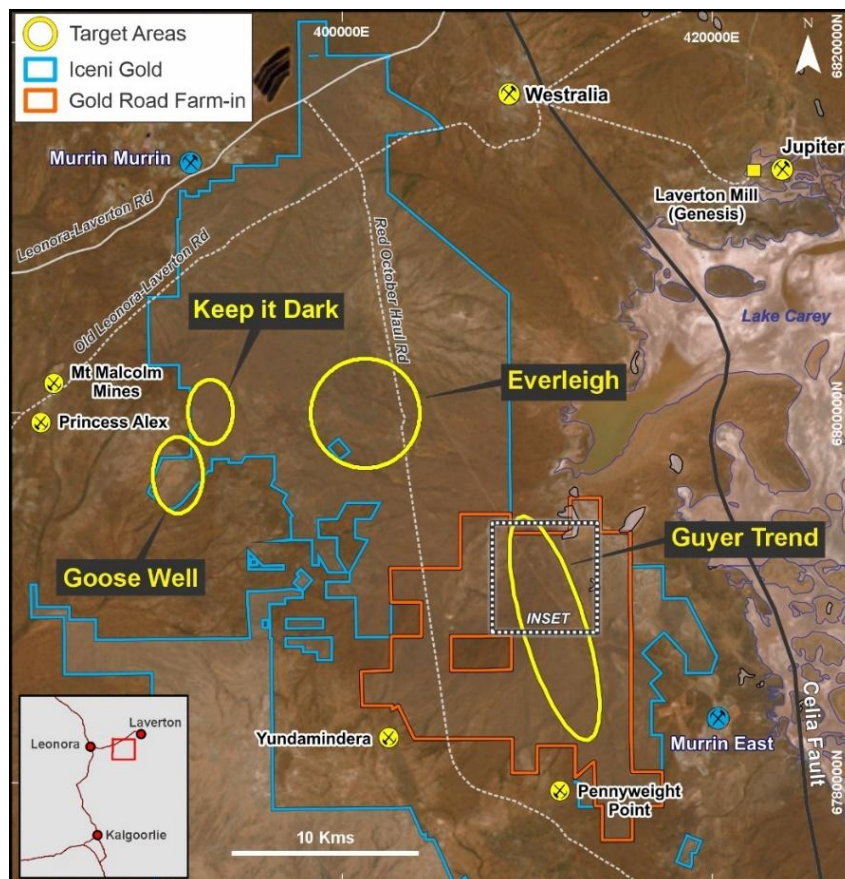 Target Areas
Iceni Gold
Gold Road Farm-in
400000E
420000E
N
6820000N
Westralia
Murrin Murrin
Jupiter
Laverton Mill
(Genesis)
Leonora-Laverton Rd
Old Leonora-Laverton Rd
Red October Haul Rd
Keep it Dark
Lake Carey
Mt Malcolm
Mines
Everleigh
Princess Alex
6800000N
Goose Well
Guyer Trend
INSET
Celia Fault
Laverton
Leonora
Kalgoorlie
Yundamindera
Murrin East
Pennyweight
Point
6780000N
10 Kms